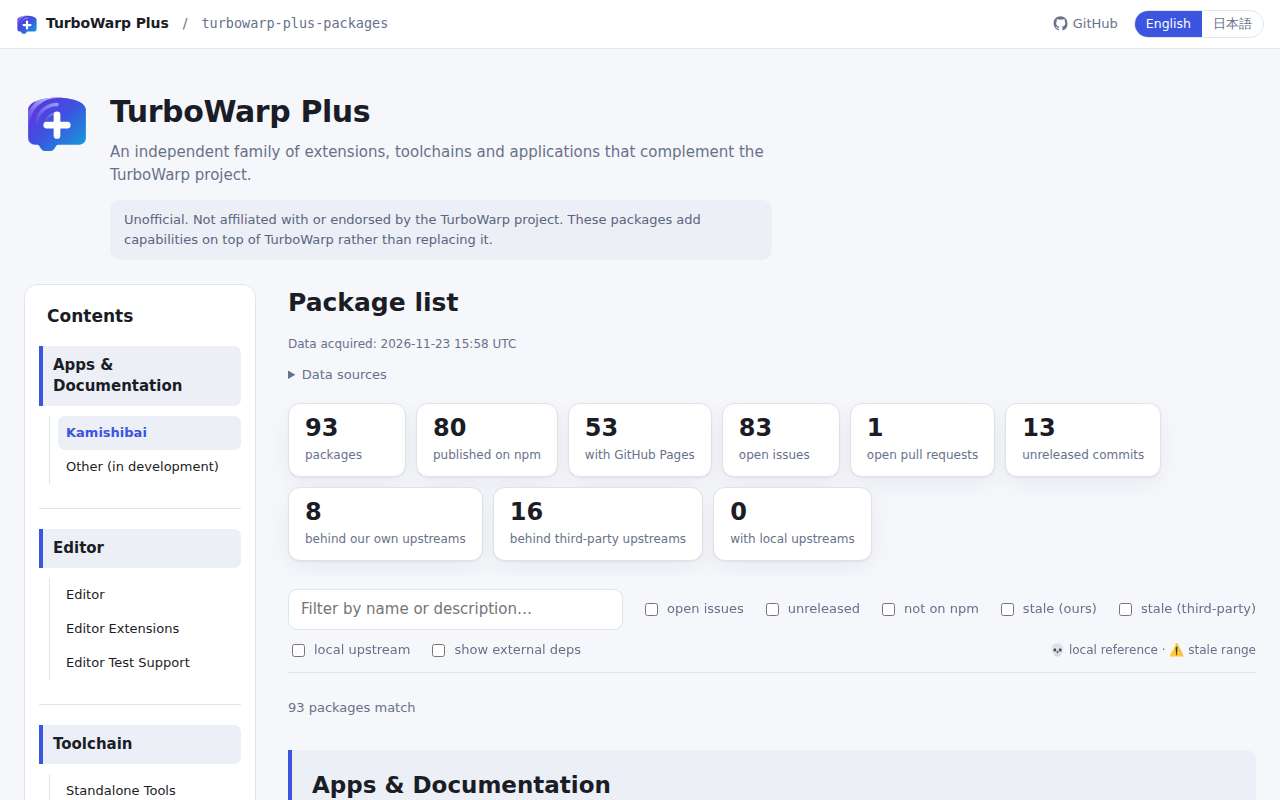 TurboWarp Plus / turbowarp-plus-packages
GitHub
English
日本語
TurboWarp Plus
An independent family of extensions, toolchains and applications that complement the
TurboWarp project.
Unofficial. Not affiliated with or endorsed by the TurboWarp project. These packages add
capabilities on top of TurboWarp rather than replacing it.
Contents
Apps &
Documentation
Kamishibai
Other (in development)
Editor
Editor
Editor Extensions
Editor Test Support
Toolchain
Standalone Tools
Package list
Data acquired: 2026-11-23 15:58 UTC
▶ Data sources
93
packages
80
published on npm
53
with GitHub Pages
83
open issues
1
open pull requests
13
unreleased commits
8
behind our own upstreams
16
behind third-party upstreams
0
with local upstreams
Filter by name or description...
open issues
unreleased
not on npm
stale (ours)
stale (third-party)
local upstream
show external deps
💀 local reference · ⚠️ stale range
93 packages match
Apps & Documentation